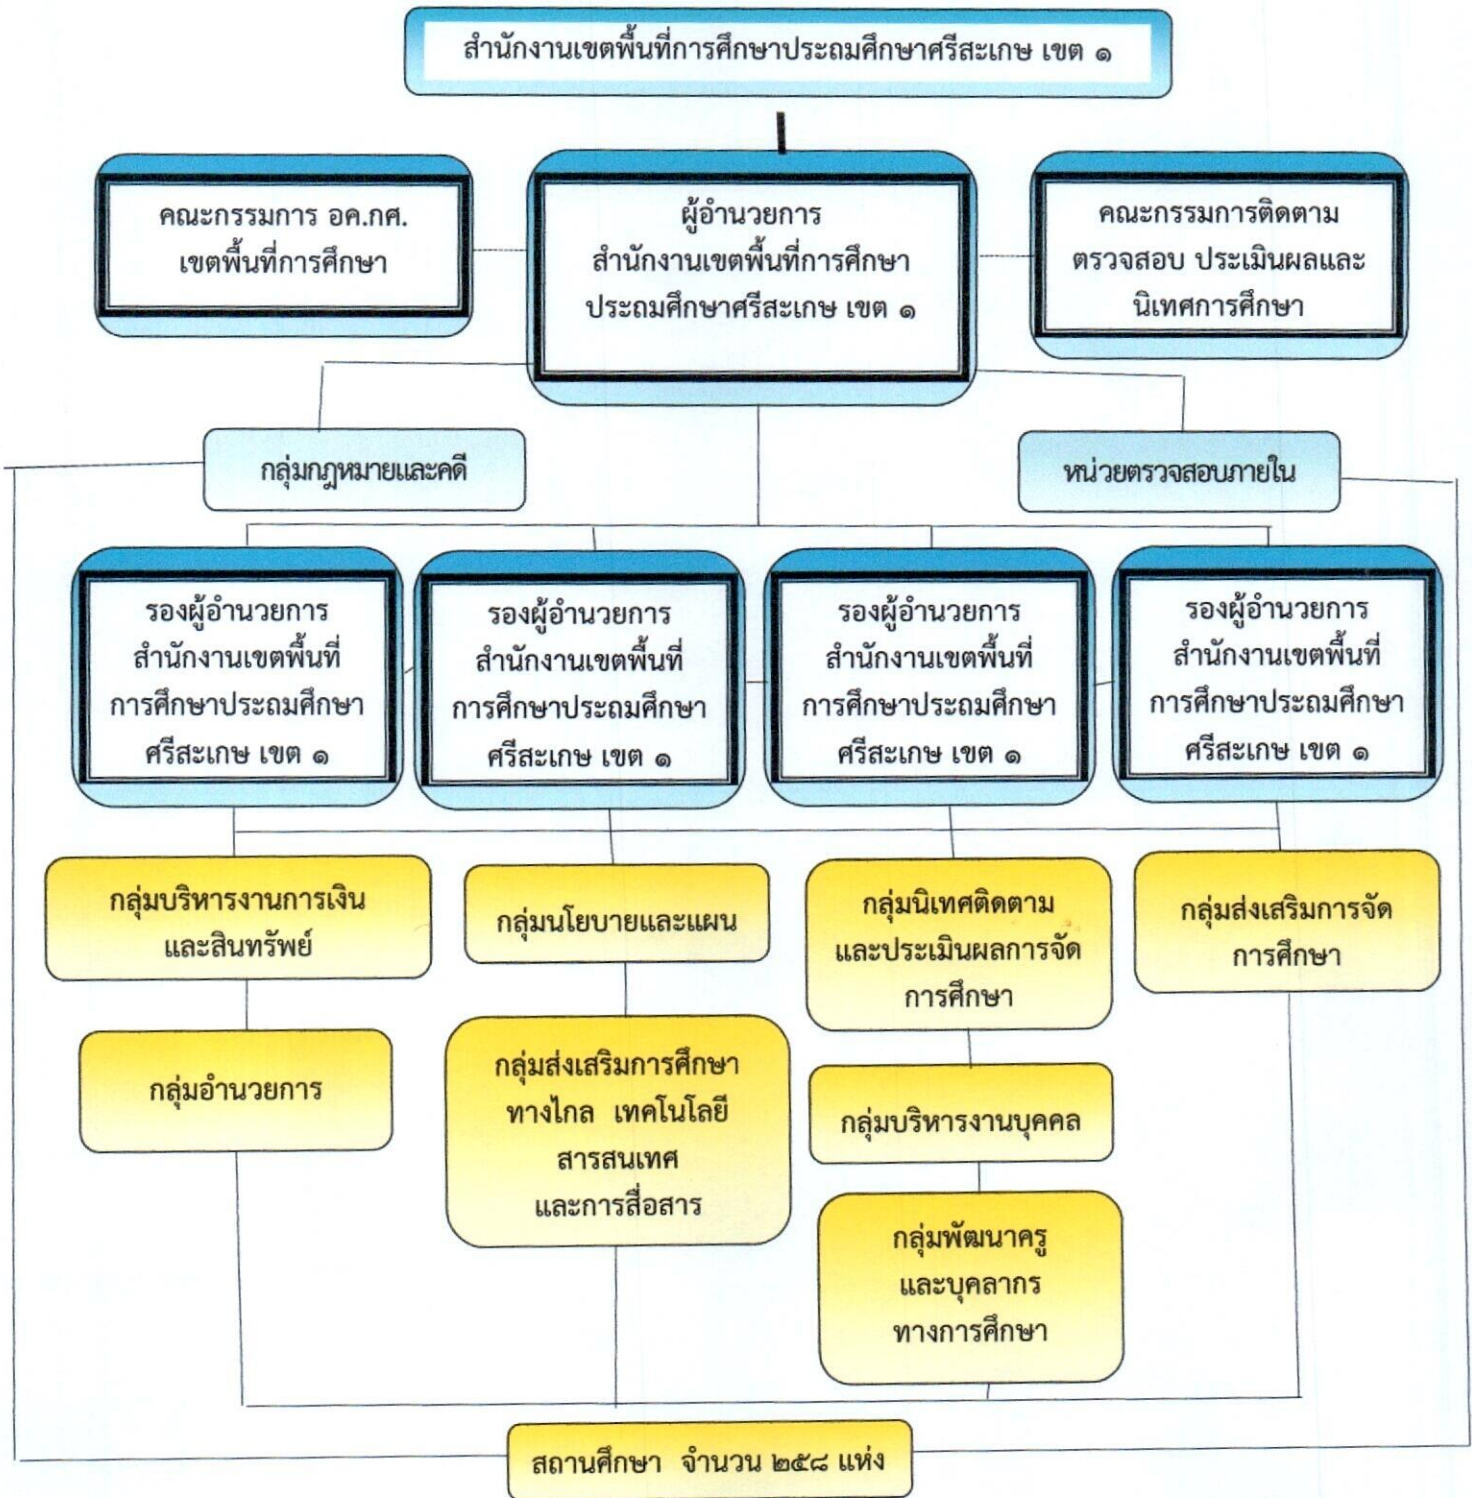 สำนักงานเขตพื้นที่การศึกษาประถมศึกษาศรีสะเกษ เขต ๑
คณะกรรมการ อค.กศ.
เขตพื้นที่การศึกษา
ผู้อำนวยการ
สำนักงานเขตพื้นที่การศึกษา
ประถมศึกษาศรีสะเกษ เขต ๑
คณะกรรมการติดตาม
ตรวจสอบ ประเมินผลและ
นิเทศการศึกษา
กลุ่มกฎหมายและคดี
หน่วยตรวจสอบภายใน
รองผู้อำนวยการ
สำนักงานเขตพื้นที่
การศึกษาประถมศึกษา
ศรีสะเกษ เขต ๑
รองผู้อำนวยการ
สำนักงานเขตพื้นที่
การศึกษาประถมศึกษา
ศรีสะเกษ เขต ๑
รองผู้อำนวยการ
สำนักงานเขตพื้นที่
การศึกษาประถมศึกษา
ศรีสะเกษ เขต ๑
รองผู้อำนวยการ
สำนักงานเขตพื้นที่
การศึกษาประถมศึกษา
ศรีสะเกษ เขต ๑
กลุ่มบริหารงานการเงิน
และสินทรัพย์
กลุ่มนโยบายและแผน
กลุ่มนิเทศติดตาม
และประเมินผลการจัด
การศึกษา
กลุ่มส่งเสริมการจัด
การศึกษา
กลุ่มอำนวยการ
กลุ่มส่งเสริมการศึกษา
ทางไกล เทคโนโลยี
สารสนเทศ
และการสื่อสาร
กลุ่มบริหารงานบุคคล
กลุ่มพัฒนาครู
และบุคลากร
ทางการศึกษา
สถานศึกษา จำนวน ๒๕๘ แห่ง